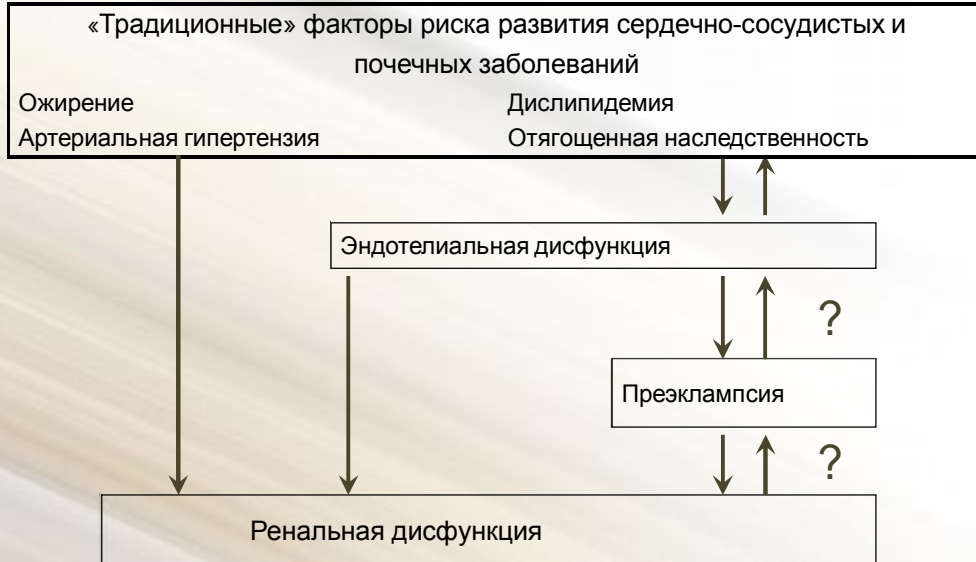 «Традиционные» факторы риска развития сердечно-сосудистых и
почечных заболеваний
Ожирение Дислипидемия
Артериальная гипертензия Отягощенная наследственность
Эндотелиальная дисфункция
?
Преэклампсия
?
Ренальная дисфункция